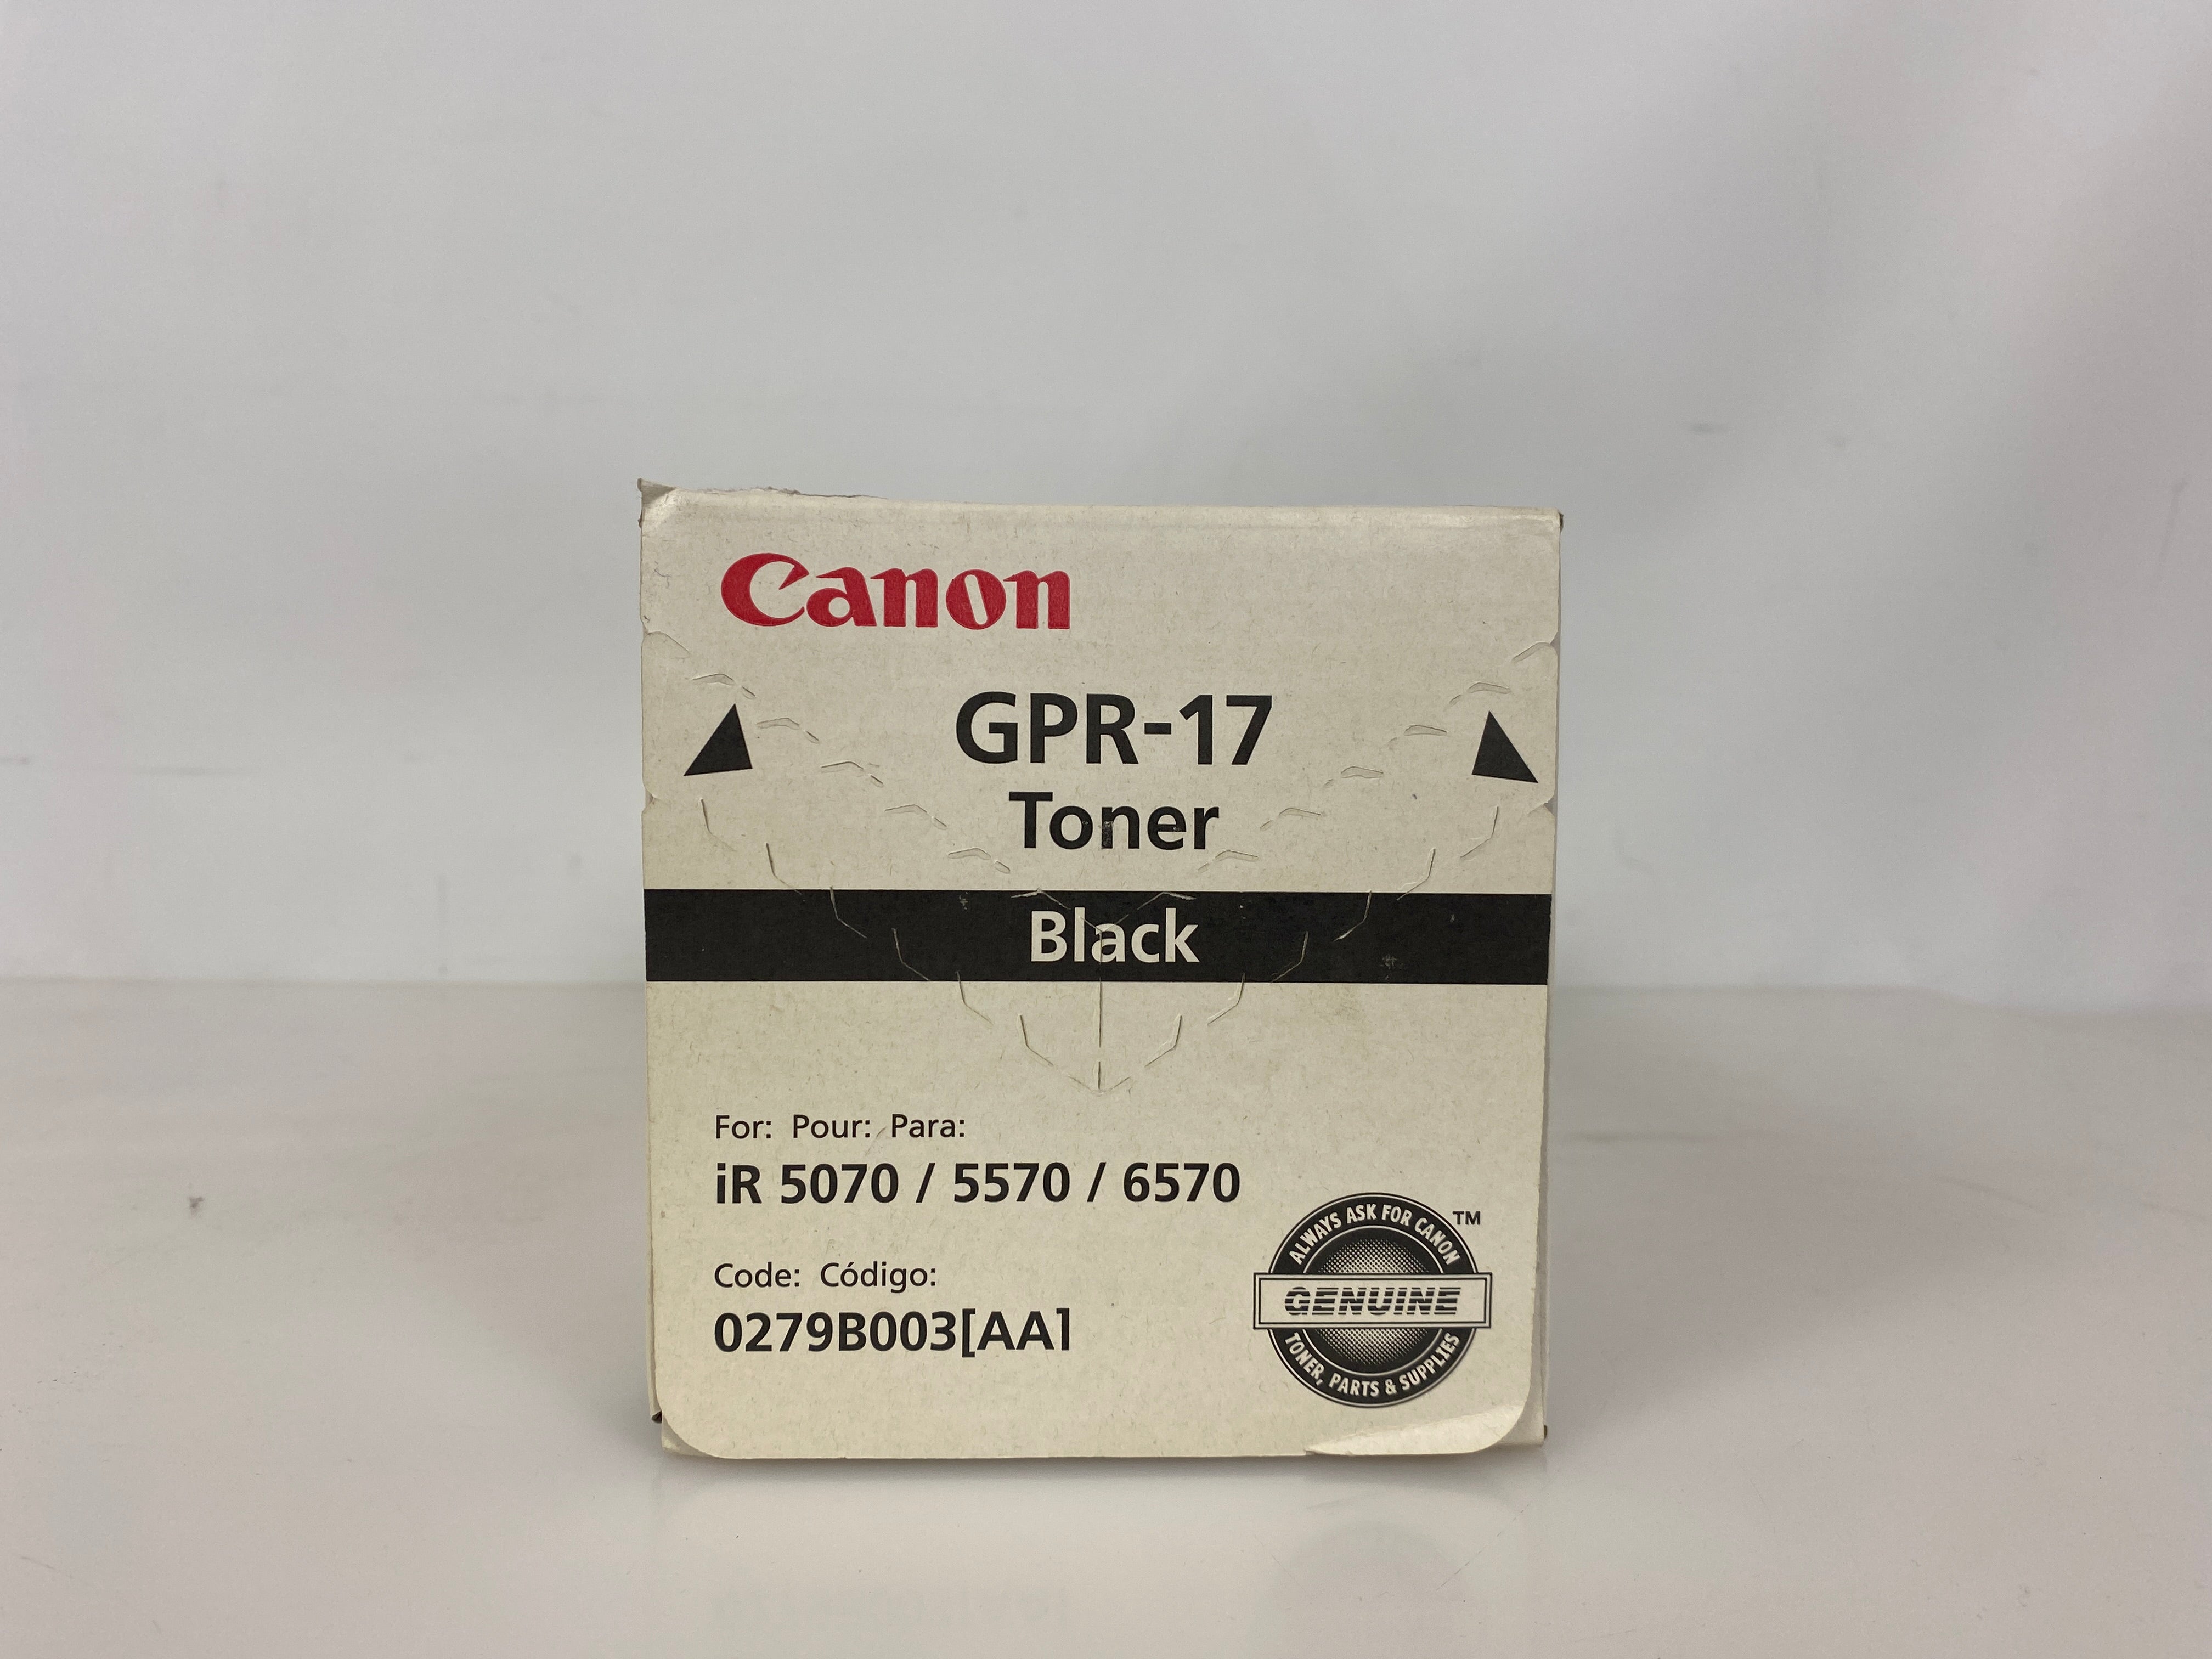 Canon
GPR-17
Toner
Black
For: Pour: Para:
iR 5070 / 5570 / 6570
Code: Código:
0279B003[AA]
ALWAYS ASK FOR CANON
TM
GENUINE
TONER, PARTS & SUPPLIES